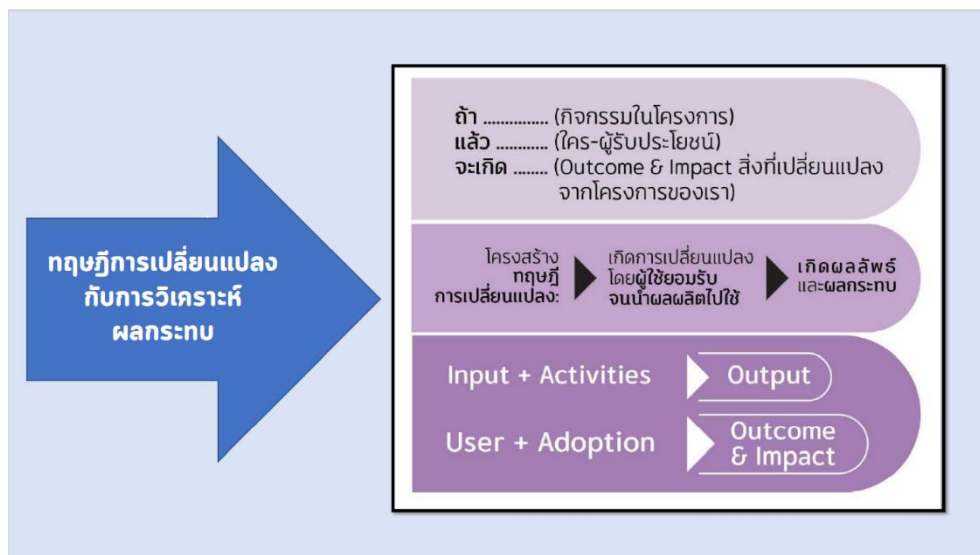 ทฤษฎีการเปลี่ยนแปลง
กับการวิเคราะห์
ผลกระทบ
ถ้า .............. (กิจกรรมในโครงการ)
แล้ว ........... (ใคร-ผู้รับประโยชน์)
จะเกิด ........ (Outcome & Impact สิ่งที่เปลี่ยนแปลง
จากโครงการของเรา)
โครงสร้าง
ทฤษฎี
การเปลี่ยนแปลง:
เกิดการเปลี่ยนแปลง
โดยผู้ใช้ยอมรับ
จนนำผลผลิตไปใช้
เกิดผลลัพธ์
และผลกระทบ
Input + Activities
Output
User + Adoption
Outcome
& Impact